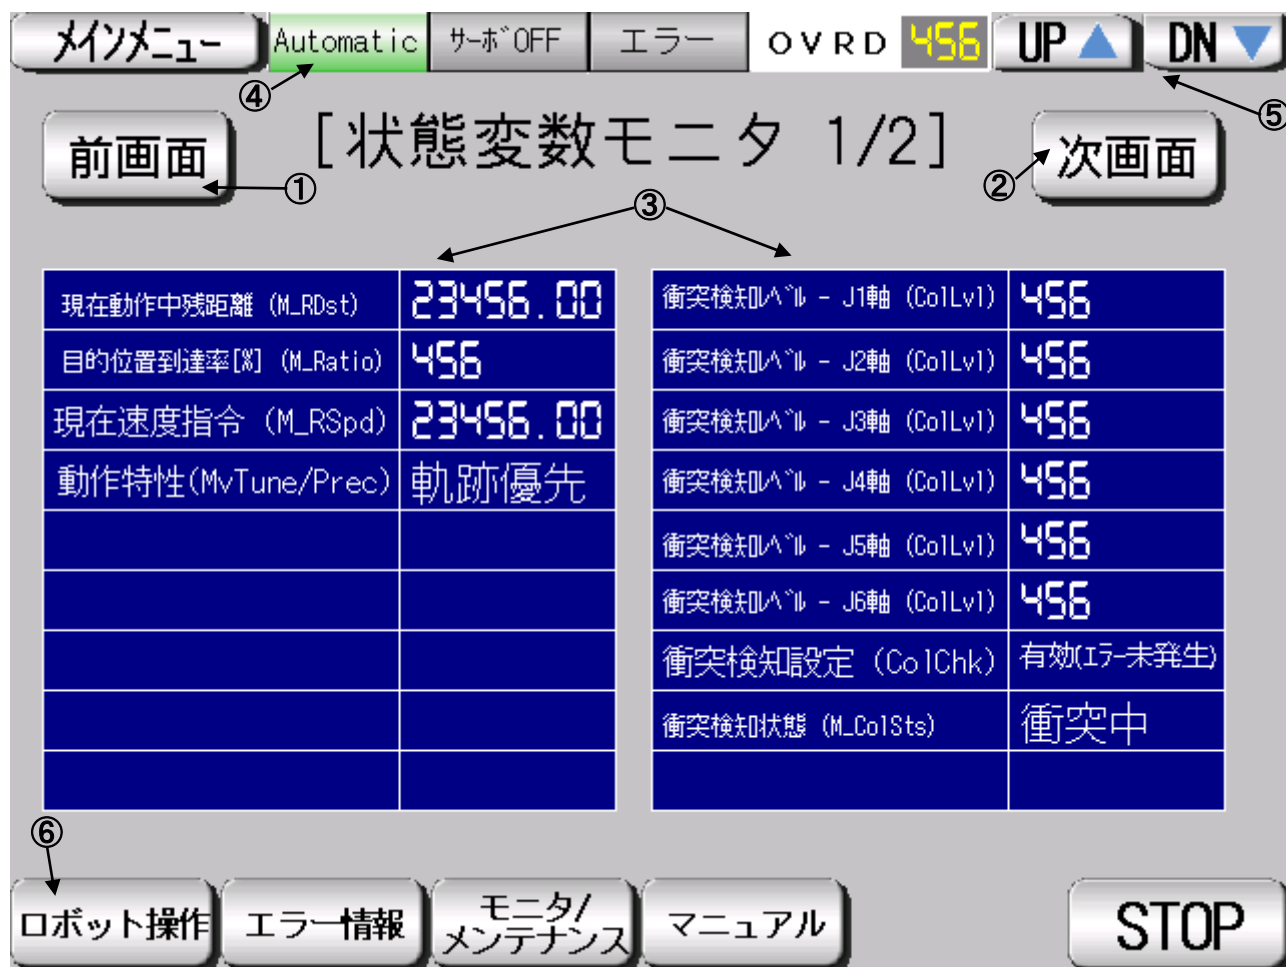 メインメニュー Automatic サーボOFF エラー OVRD 456 UP DN
④
⑤
前画面 [状態変数モニタ 1/2] 次画面
① ②
③
現在動作中残距離 (M_RDst) 23456.00
目的位置到達率[%] (M_Ratio) 456
現在速度指令 (M_RSpd) 23456.00
動作特性(MvTune/Prec) 軌跡優先
衝突検知レベル - J1軸 (ColLvl) 456
衝突検知レベル - J2軸 (ColLvl) 456
衝突検知レベル - J3軸 (ColLvl) 456
衝突検知レベル - J4軸 (ColLvl) 456
衝突検知レベル - J5軸 (ColLvl) 456
衝突検知レベル - J6軸 (ColLvl) 456
衝突検知設定 (ColChk) 有効(エラー未発生)
衝突検知状態 (M_ColSts) 衝突中
⑥
ロボット操作 エラー情報 モニタ/
メンテナンス マニュアル STOP